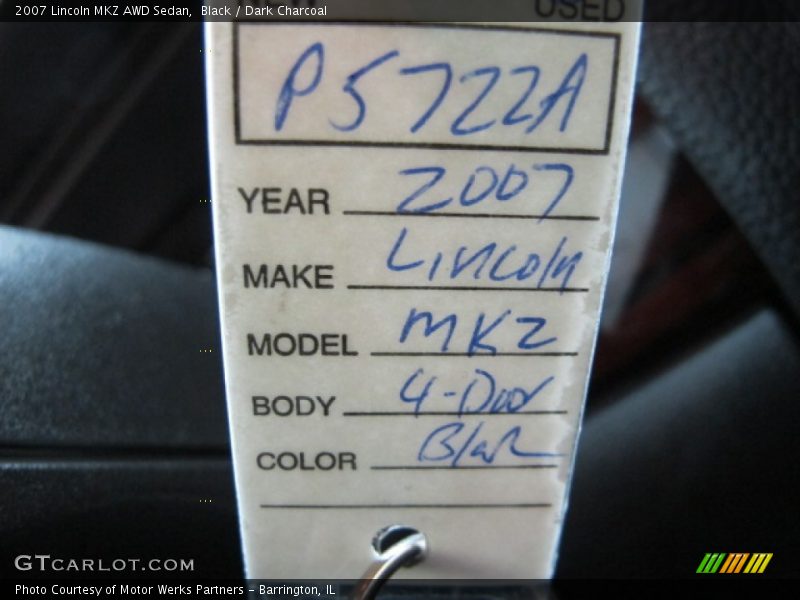 2007 Lincoln MKZ AWD Sedan, Black / Dark Charcoal
USED
P5722A
YEAR 2007
MAKE Lincoln
MODEL MKZ
BODY 4-Door
COLOR Black
GTCARLOT.COM
Photo Courtesy of Motor Werks Partners - Barrington, IL